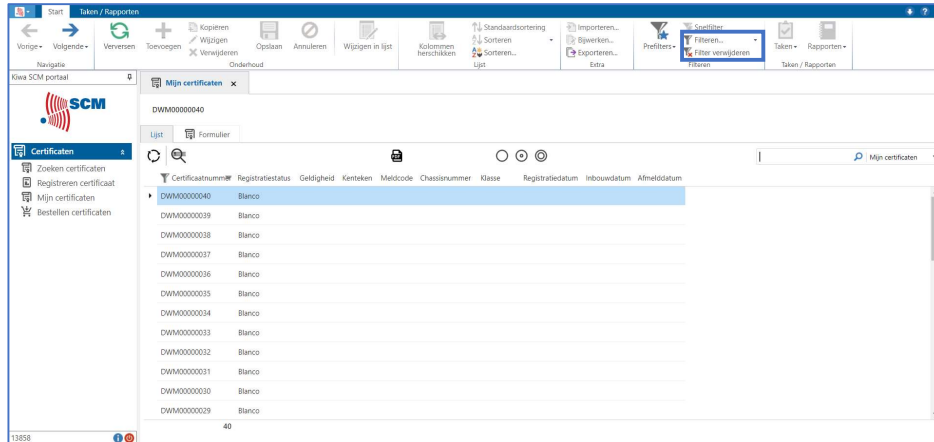 Start Taken / Rapporten
Vorige Volgende Verversen Toevoegen Kopiëren Wijzigen Verwijderen Opslaan Annuleren Wijzigen in lijst Kolommen herschikken Standaardsortering Sorteren Sorteren... Importeren... Bijwerken... Exporteren... Prefilters Snelfilter Filteren... Filter verwijderen Taken Rapporten
Navigatie Onderhoud Lijst Extra Filteren Taken / Rapporten
Kiwa SCM portaal
Mijn certificaten x
SCM
DWM00000040
Lijst Formulier
Certificaten
Zoeken certificaten
Registreren certificaat
Mijn certificaten
Bestellen certificaten
PDF
Mijn certificaten
Certificaatnummer Registratiestatus Geldigheid Kenteken Meldcode Chassisnummer Klasse Registratiedatum Inbouwdatum Afmelddatum
DWM00000040 Blanco
DWM00000039 Blanco
DWM00000038 Blanco
DWM00000037 Blanco
DWM00000036 Blanco
DWM00000035 Blanco
DWM00000034 Blanco
DWM00000033 Blanco
DWM00000032 Blanco
DWM00000031 Blanco
DWM00000030 Blanco
DWM00000029 Blanco
40
13858